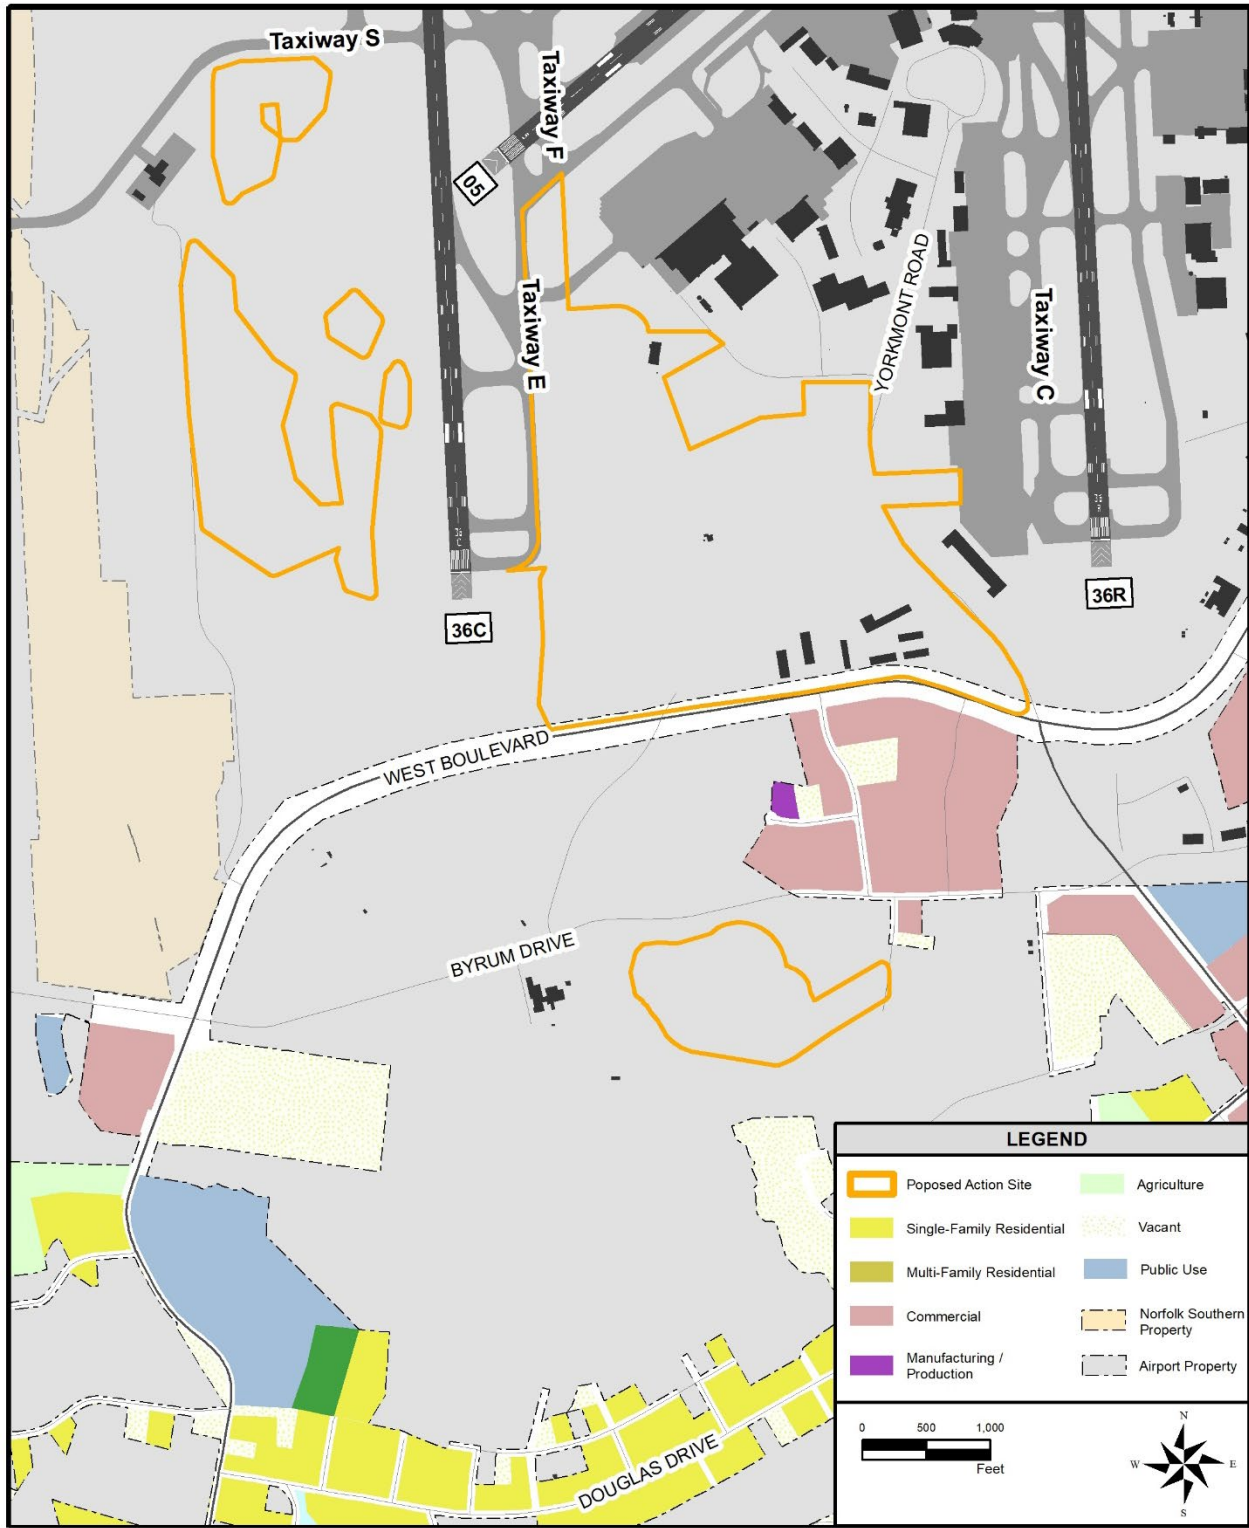 Taxiway S
Taxiway F
05
Taxiway E
YORKMONT ROAD
Taxiway C
36C
36R
WEST BOULEVARD
BYRUM DRIVE
DOUGLAS DRIVE
LEGEND
Poposed Action Site
Single-Family Residential
Multi-Family Residential
Commercial
Manufacturing /
Production
Agriculture
Vacant
Public Use
Norfolk Southern
Property
Airport Property
0 500 1,000
Feet
N
W E
S